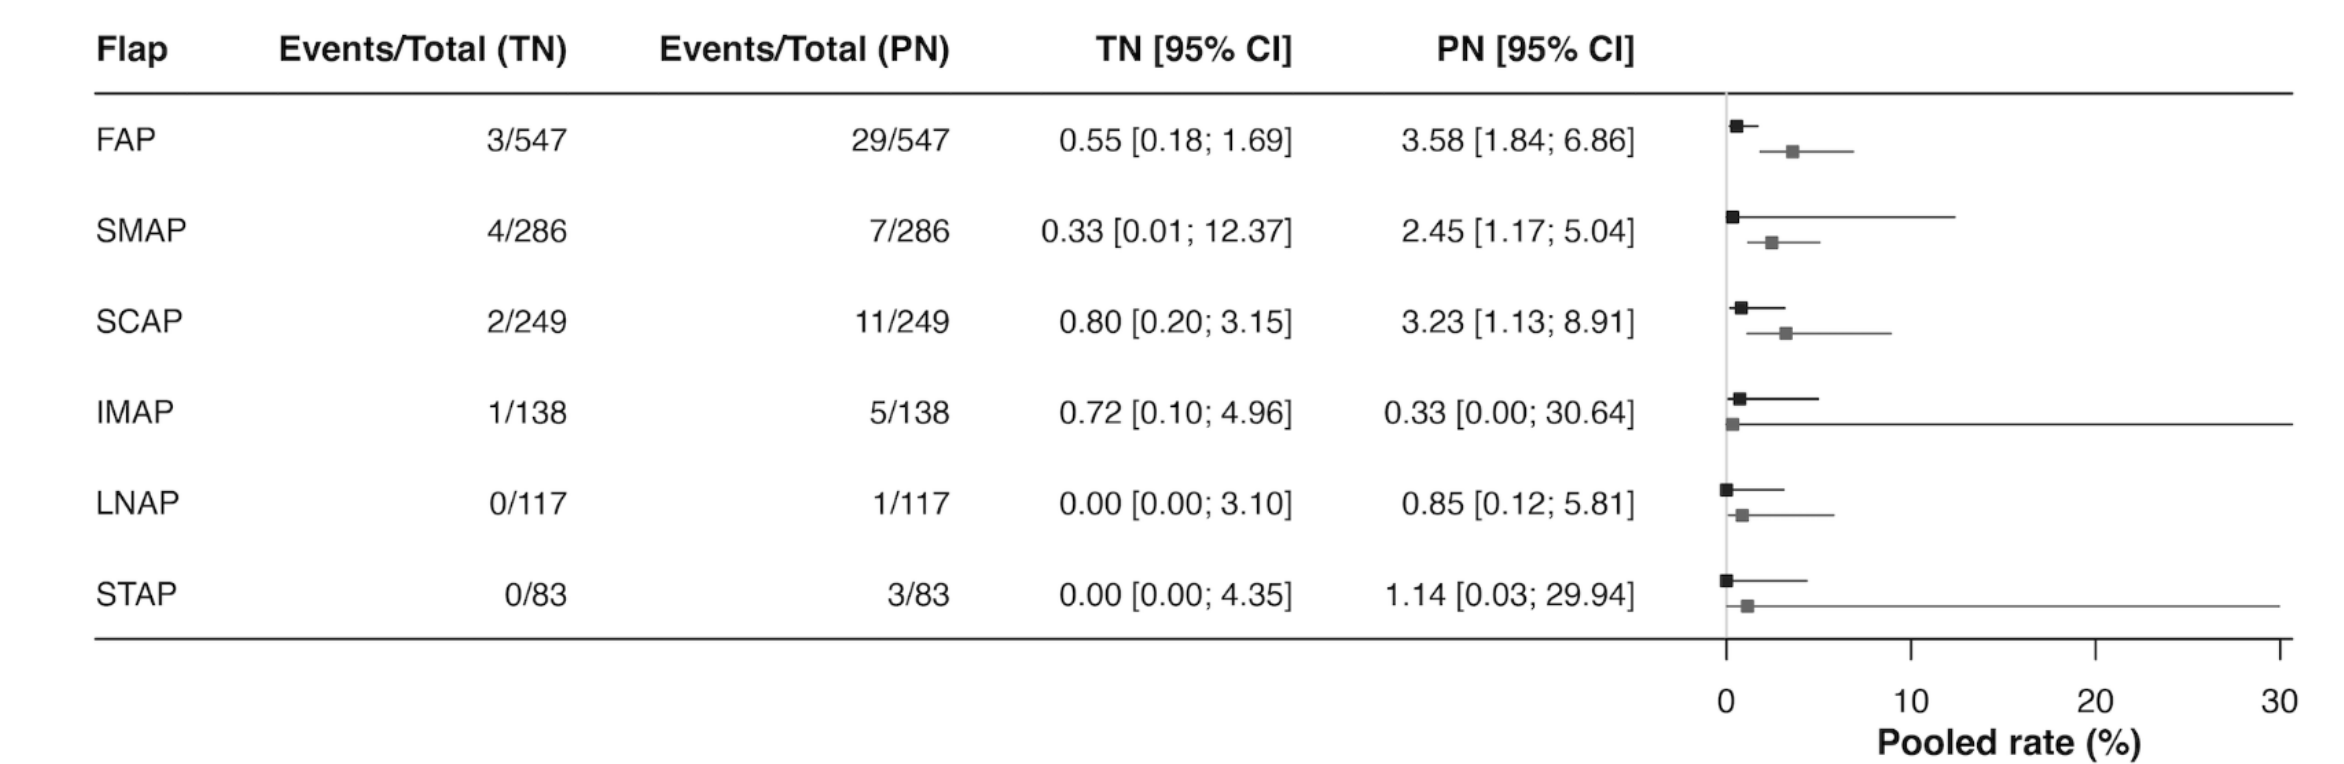 Flap Events/Total (TN) Events/Total (PN) TN [95% CI] PN [95% CI]
FAP 3/547 29/547 0.55 [0.18; 1.69] 3.58 [1.84; 6.86]
SMAP 4/286 7/286 0.33 [0.01; 12.37] 2.45 [1.17; 5.04]
SCAP 2/249 11/249 0.80 [0.20; 3.15] 3.23 [1.13; 8.91]
IMAP 1/138 5/138 0.72 [0.10; 4.96] 0.33 [0.00; 30.64]
LNAP 0/117 1/117 0.00 [0.00; 3.10] 0.85 [0.12; 5.81]
STAP 0/83 3/83 0.00 [0.00; 4.35] 1.14 [0.03; 29.94]
0 10 20 30
Pooled rate (%)